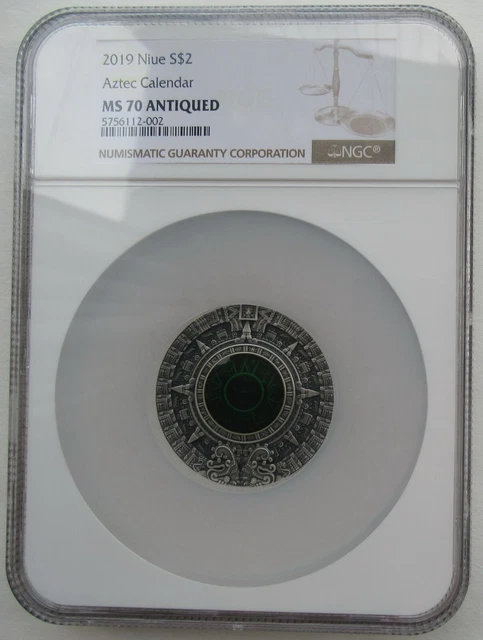 2019 Niue S$2
Aztec Calendar
MS 70 ANTIQUED
5756112-002
NUMISMATIC GUARANTY CORPORATION
NGC®